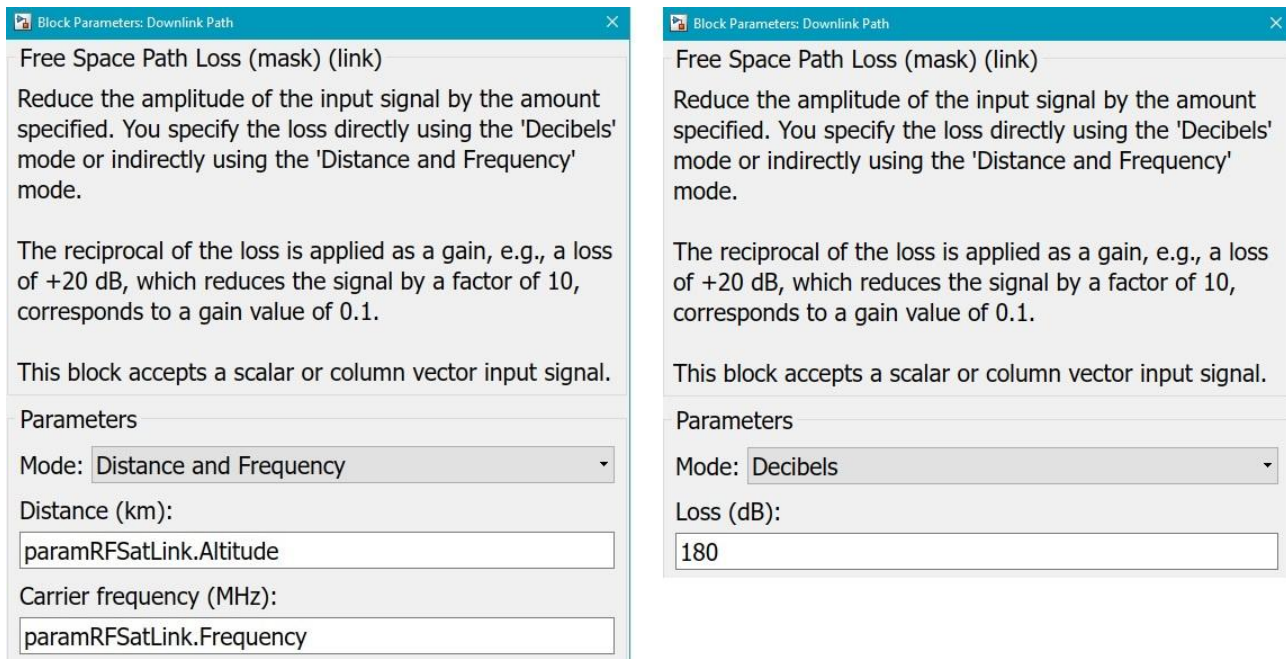 Block Parameters: Downlink Path
Free Space Path Loss (mask) (link)
Reduce the amplitude of the input signal by the amount
specified. You specify the loss directly using the 'Decibels'
mode or indirectly using the 'Distance and Frequency'
mode.
The reciprocal of the loss is applied as a gain, e.g., a loss
of +20 dB, which reduces the signal by a factor of 10,
corresponds to a gain value of 0.1.
This block accepts a scalar or column vector input signal.
Parameters
Mode: Distance and Frequency
Distance (km):
paramRFSatLink.Altitude
Carrier frequency (MHz):
paramRFSatLink.Frequency
Block Parameters: Downlink Path
Free Space Path Loss (mask) (link)
Reduce the amplitude of the input signal by the amount
specified. You specify the loss directly using the 'Decibels'
mode or indirectly using the 'Distance and Frequency'
mode.
The reciprocal of the loss is applied as a gain, e.g., a loss
of +20 dB, which reduces the signal by a factor of 10,
corresponds to a gain value of 0.1.
This block accepts a scalar or column vector input signal.
Parameters
Mode: Decibels
Loss (dB):
180